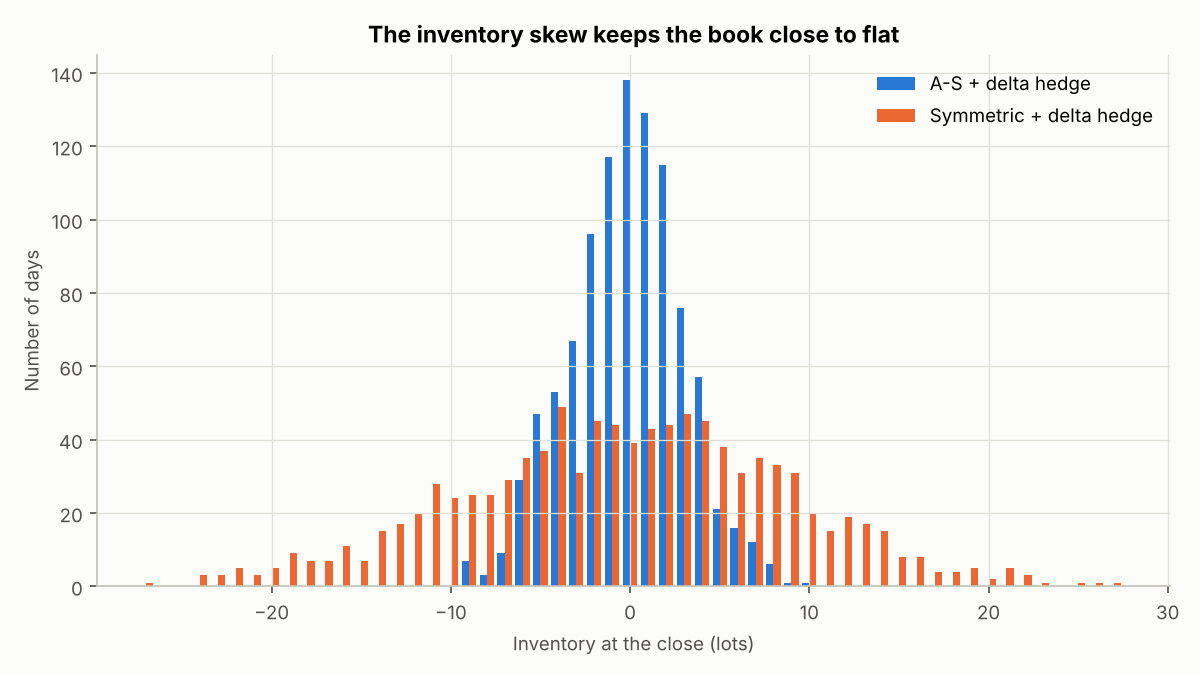 The inventory skew keeps the book close to flat
A-S + delta hedge
Symmetric + delta hedge
Number of days
140
120
100
80
60
40
20
0
−20
−10
0
10
20
30
Inventory at the close (lots)